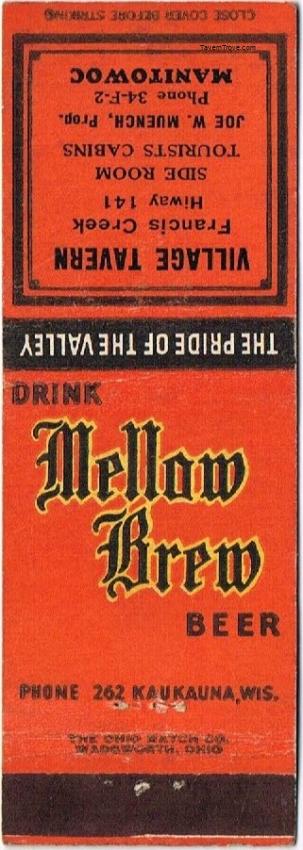 CLOSE COVER BEFORE STRIKING
TavernTrove.com
VILLAGE TAVERN
Francis Creek
Hiway 141
SIDE ROOM
TOURISTS CABINS
JOE W. MUENCH, Prop.
Phone 34-F-2
MANITOWOC
THE PRIDE OF THE VALLEY
DRINK
Mellow
Brew
BEER
PHONE 262 KAUKAUNA, WIS.
THE OHIO MATCH CO.
WADSWORTH, OHIO